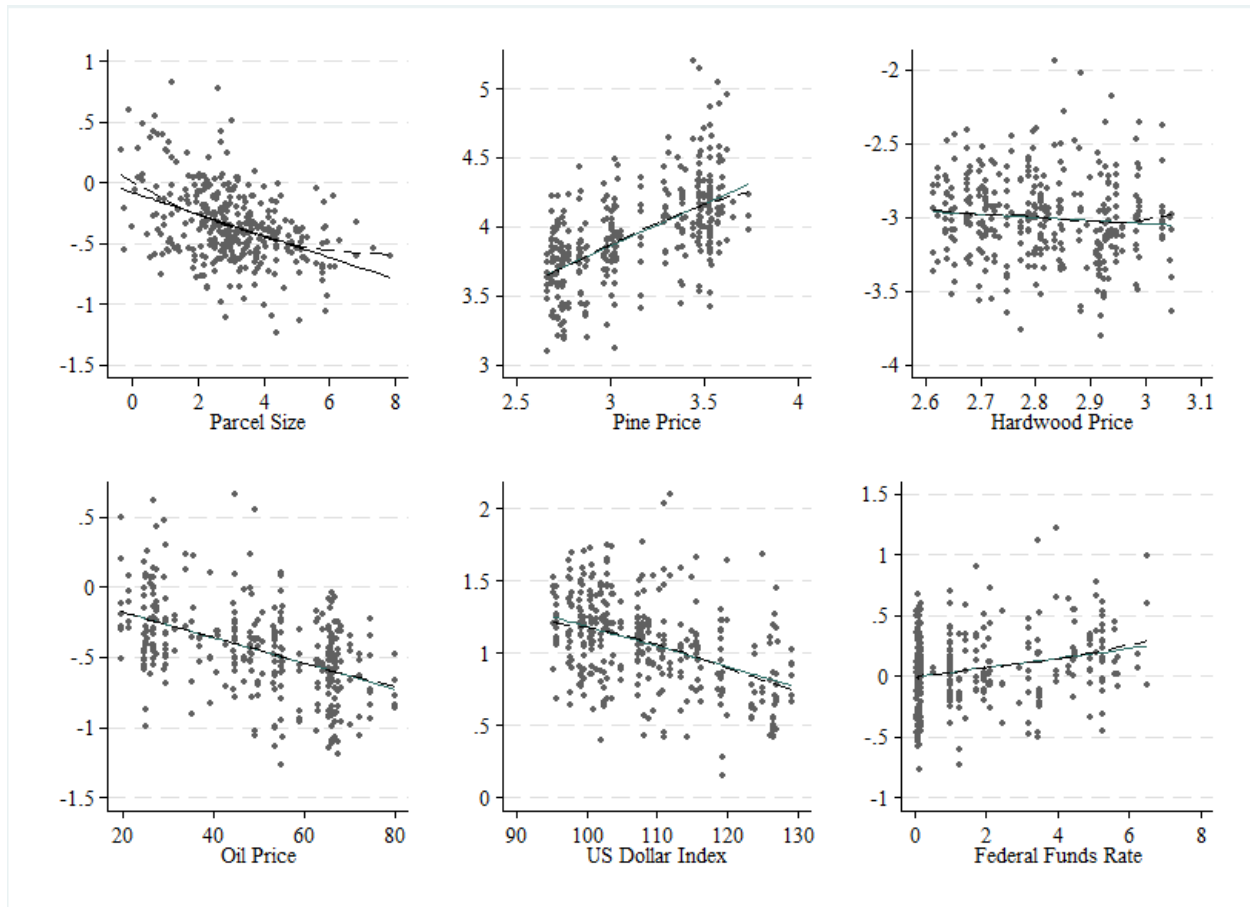 1
.5
0
-.5
-1
-1.5
0 2 4 6 8
Parcel Size
5
4.5
4
3.5
3
2.5 3 3.5 4
Pine Price
-2
-2.5
-3
-3.5
-4
2.6 2.7 2.8 2.9 3 3.1
Hardwood Price
.5
0
-.5
-1
-1.5
20 40 60 80
Oil Price
2
1.5
1
.5
0
90 100 110 120 130
US Dollar Index
1.5
1
.5
0
-.5
-1
0 2 4 6 8
Federal Funds Rate